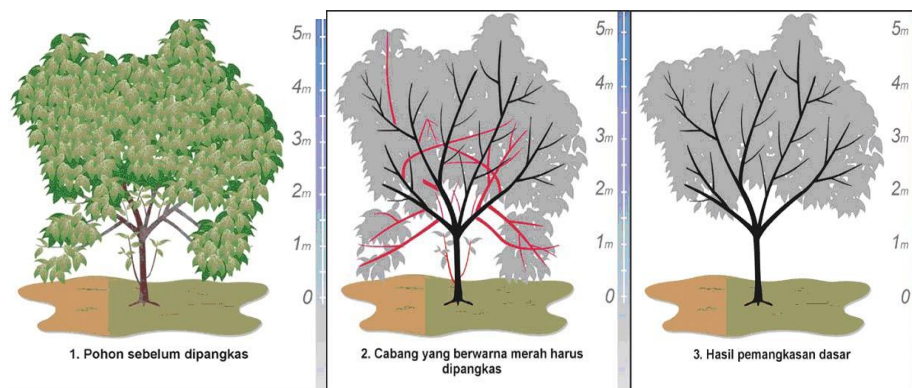 5m
4m
3m
2m
1m
0
1. Pohon sebelum dipangkas
5m
4m
3m
2m
1m
0
2. Cabang yang berwarna merah harus
dipangkas
5m
4m
3m
2m
1m
0
3. Hasil pemangkasan dasar